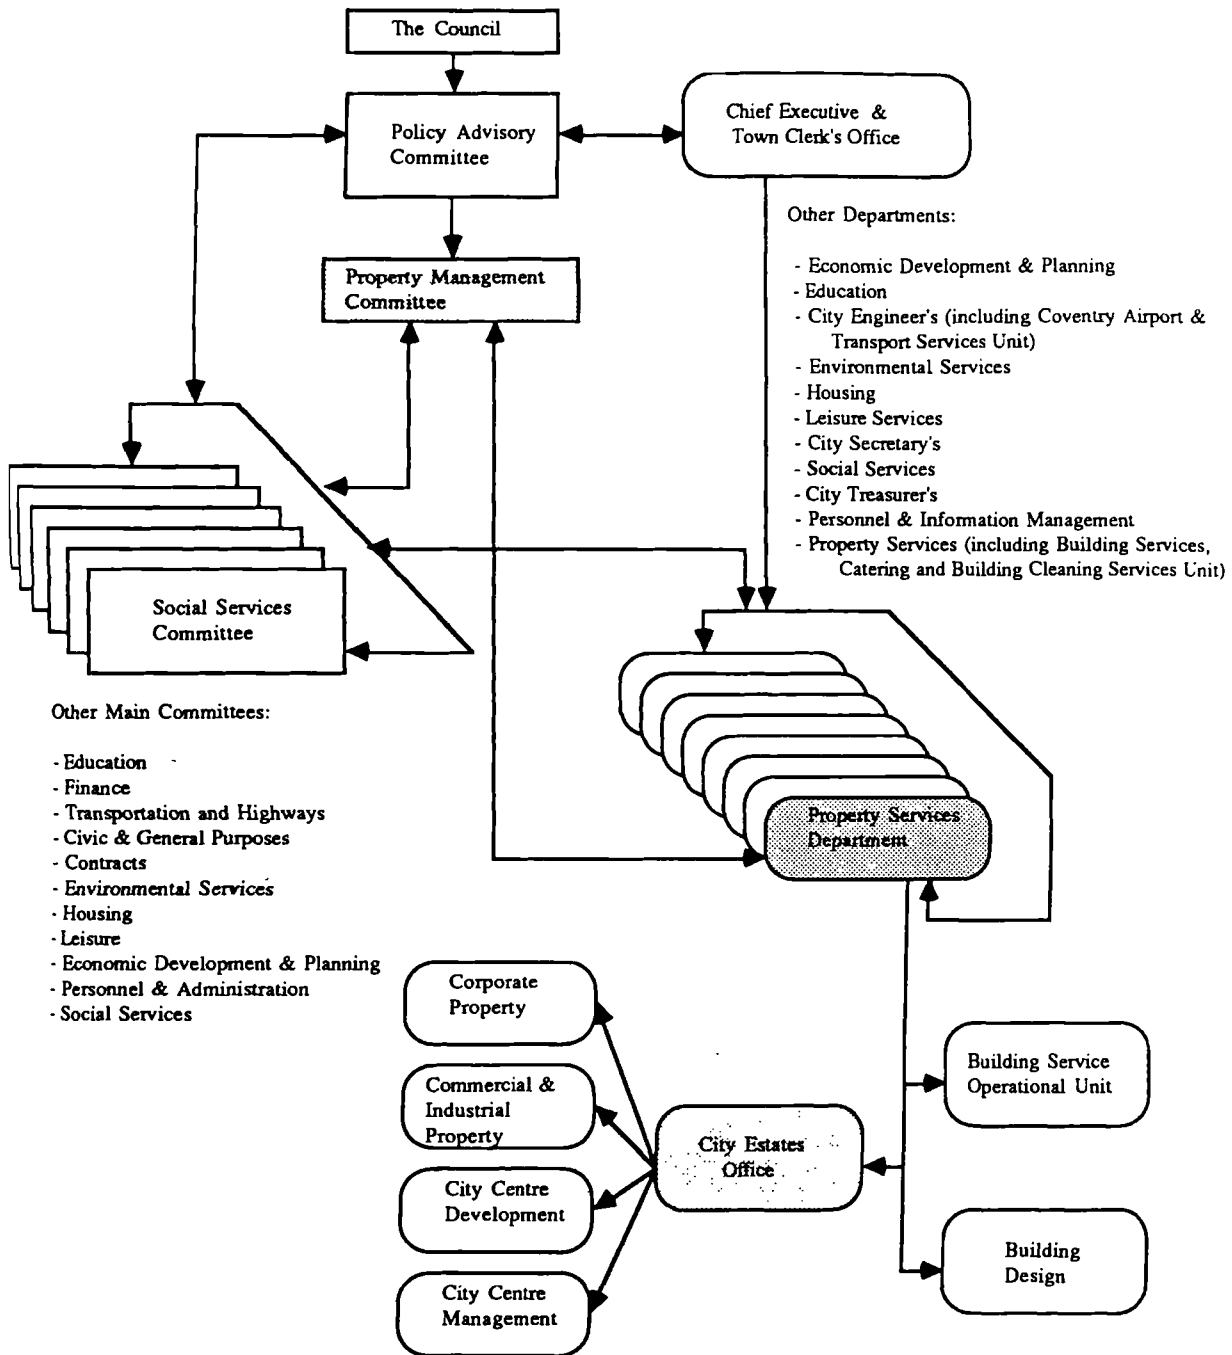 The Council
Policy Advisory
Committee
Chief Executive &
Town Clerk's Office
Property Management
Committee
Other Departments:
- Economic Development & Planning
- Education
- City Engineer's (including Coventry Airport &
Transport Services Unit)
- Environmental Services
- Housing
- Leisure Services
- City Secretary's
- Social Services
- City Treasurer's
- Personnel & Information Management
- Property Services (including Building Services,
Catering and Building Cleaning Services Unit)
Social Services
Committee
Other Main Committees:
- Education
- Finance
- Transportation and Highways
- Civic & General Purposes
- Contracts
- Environmental Services
- Housing
- Leisure
- Economic Development & Planning
- Personnel & Administration
- Social Services
Property Services
Department
Corporate
Property
Commercial &
Industrial
Property
City Centre
Development
City Centre
Management
City Estates
Office
Building Service
Operational Unit
Building
Design